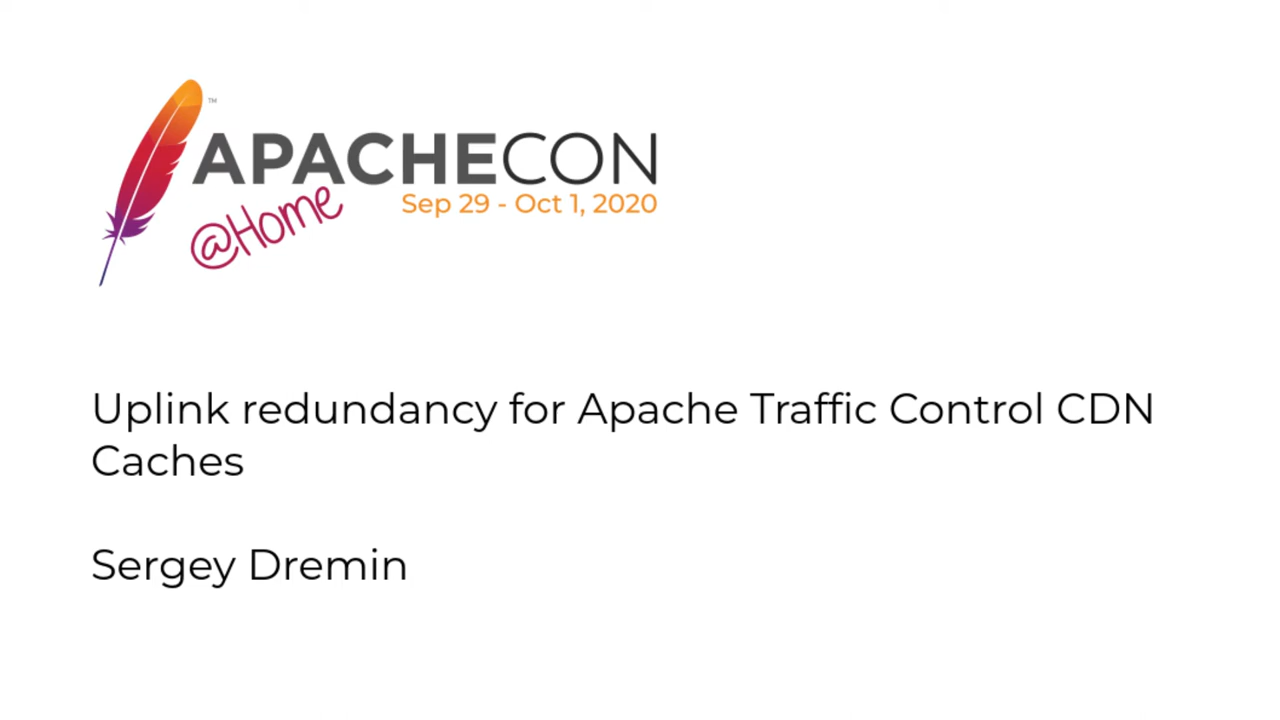 ™
APACHECON
@Home
Sep 29 - Oct 1, 2020
Uplink redundancy for Apache Traffic Control CDN
Caches
Sergey Dremin